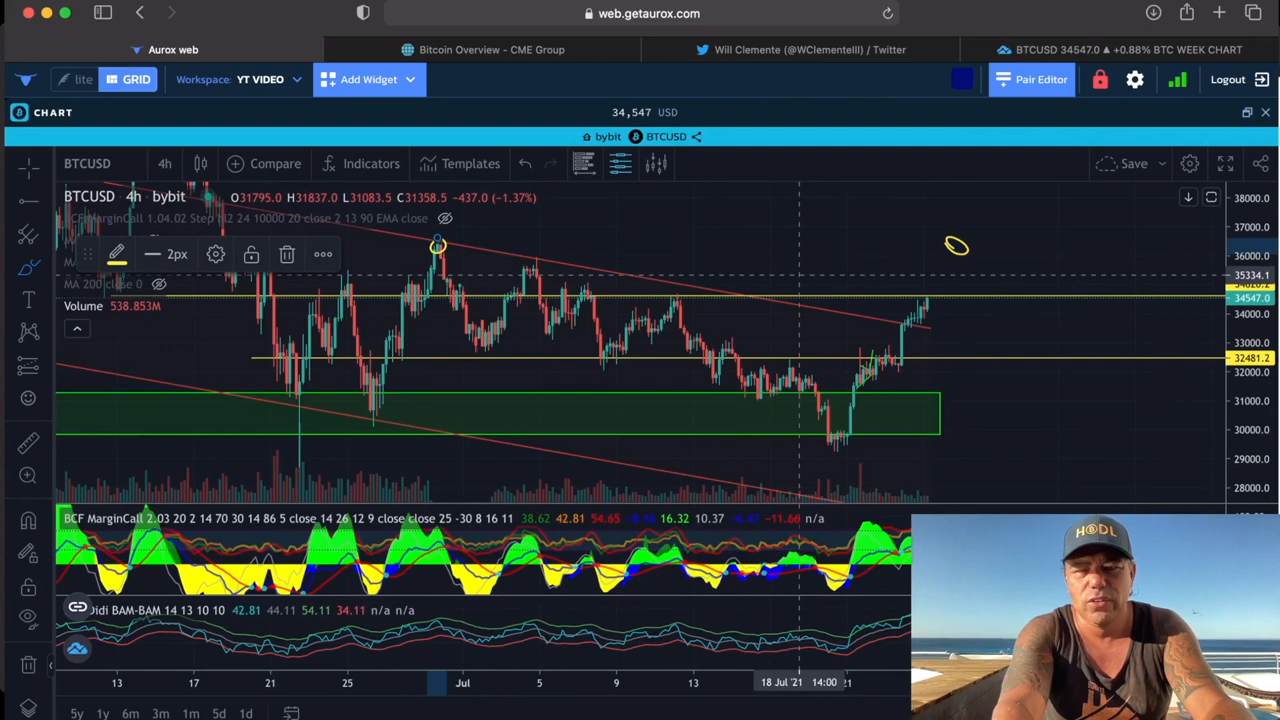 web.getaurox.com
Aurox web
Bitcoin Overview - CME Group
Will Clemente (@WClementeIII) / Twitter
BTCUSD 34547.0 ▲ +0.88% BTC WEEK CHART
lite GRID Workspace: YT VIDEO Add Widget Pair Editor Logout
CHART 34,547 USD
bybit BTCUSD
BTCUSD 4h Compare Indicators Templates Save
BTCUSD 4h bybit O31795.0 H31837.0 L31083.5 C31358.5 -437.0 (-1.37%)
CF MarginCall 1.04.02 Step 12 24 10000 20 close 2 13 90 EMA close
2px
MA 200 close 0
Volume 538.853M
38000.0
37000.0
36000.0
35334.1
34547.0
34000.0
33000.0
32481.2
32000.0
31000.0
30000.0
29000.0
28000.0
BCF MarginCall 2.03 20 2 14 70 30 14 86 5 close 14 26 12 9 close close 25 -30 8 16 11 38.62 42.81 54.65 16.32 10.37 -11.66 n/a
Didi BAM-BAM 14 13 10 10 42.81 44.11 54.11 34.11 n/a n/a
13 17 21 25 Jul 5 9 13 18 Jul '21 14:00 21
5y 1y 6m 3m 1m 5d 1d
HODL